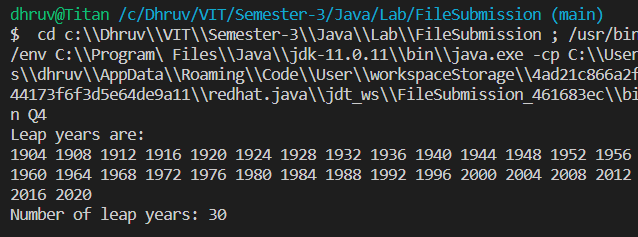 dhruv@Titan /c/Dhruv/VIT/Semester-3/Java/Lab/FileSubmission (main)
$  cd c:\\Dhruv\\VIT\\Semester-3\\Java\\Lab\\FileSubmission ; /usr/bin
/env C:\\Program\ Files\\Java\\jdk-11.0.11\\bin\\java.exe -cp C:\\User
s\\dhruv\\AppData\\Roaming\\Code\\User\\workspaceStorage\\4ad21c866a2f
44173f6f3d5e64de9a11\\redhat.java\\jdt_ws\\FileSubmission_461683ec\\bi
n Q4
Leap years are:
1904 1908 1912 1916 1920 1924 1928 1932 1936 1940 1944 1948 1952 1956
1960 1964 1968 1972 1976 1980 1984 1988 1992 1996 2000 2004 2008 2012
2016 2020
Number of leap years: 30